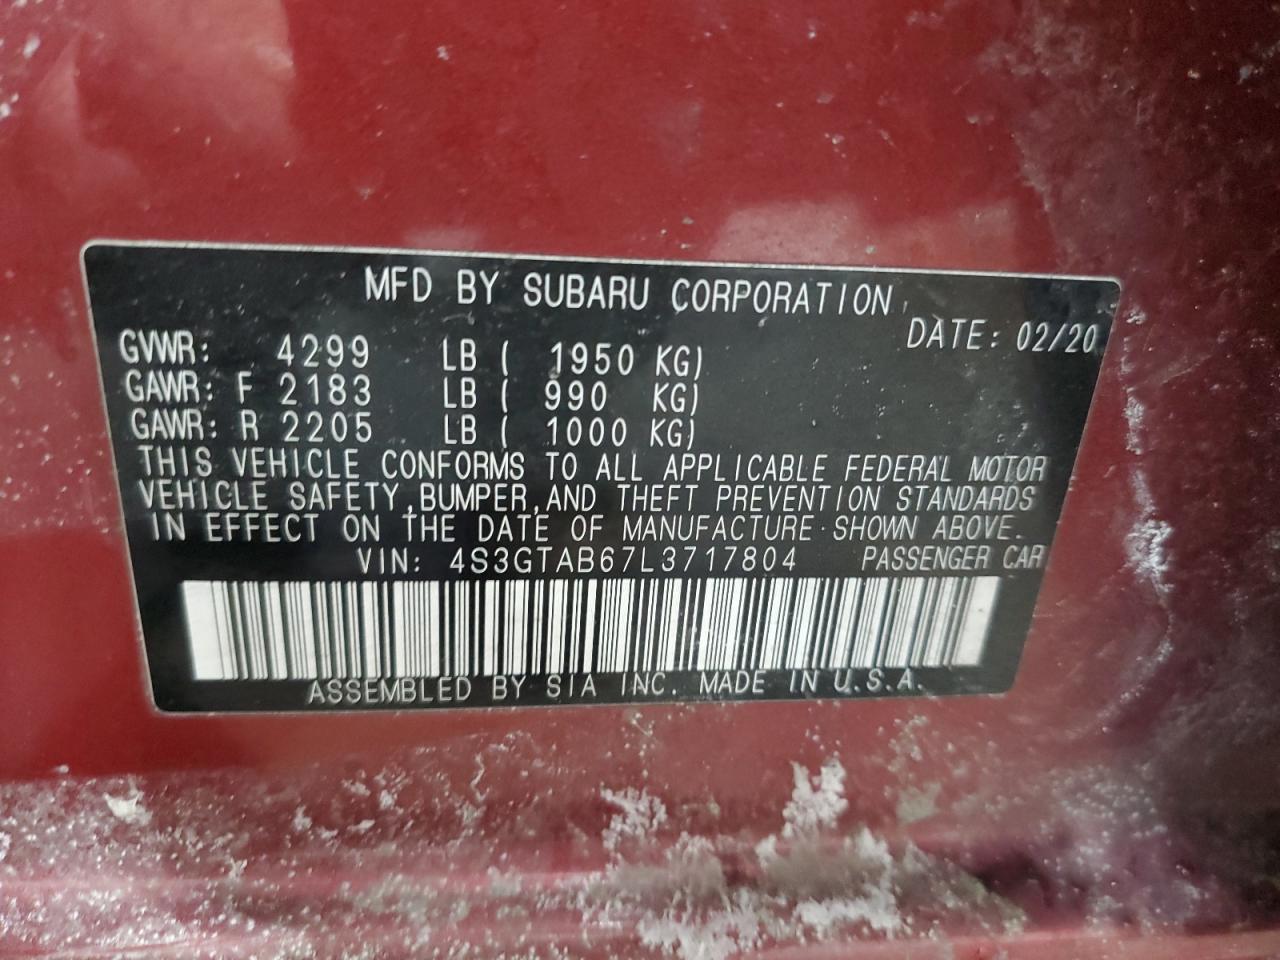 MFD BY SUBARU CORPORATION
DATE: 02/20
GVWR: 4299 LB ( 1950 KG)
GAWR: F 2183 LB ( 990 KG)
GAWR: R 2205 LB ( 1000 KG)
THIS VEHICLE CONFORMS TO ALL APPLICABLE FEDERAL MOTOR
VEHICLE SAFETY,BUMPER,AND THEFT PREVENTION STANDARDS
IN EFFECT ON THE DATE OF MANUFACTURE SHOWN ABOVE.
VIN: 4S3GTAB67L3717804 PASSENGER CAR
ASSEMBLED BY SIA INC. MADE IN U.S.A.